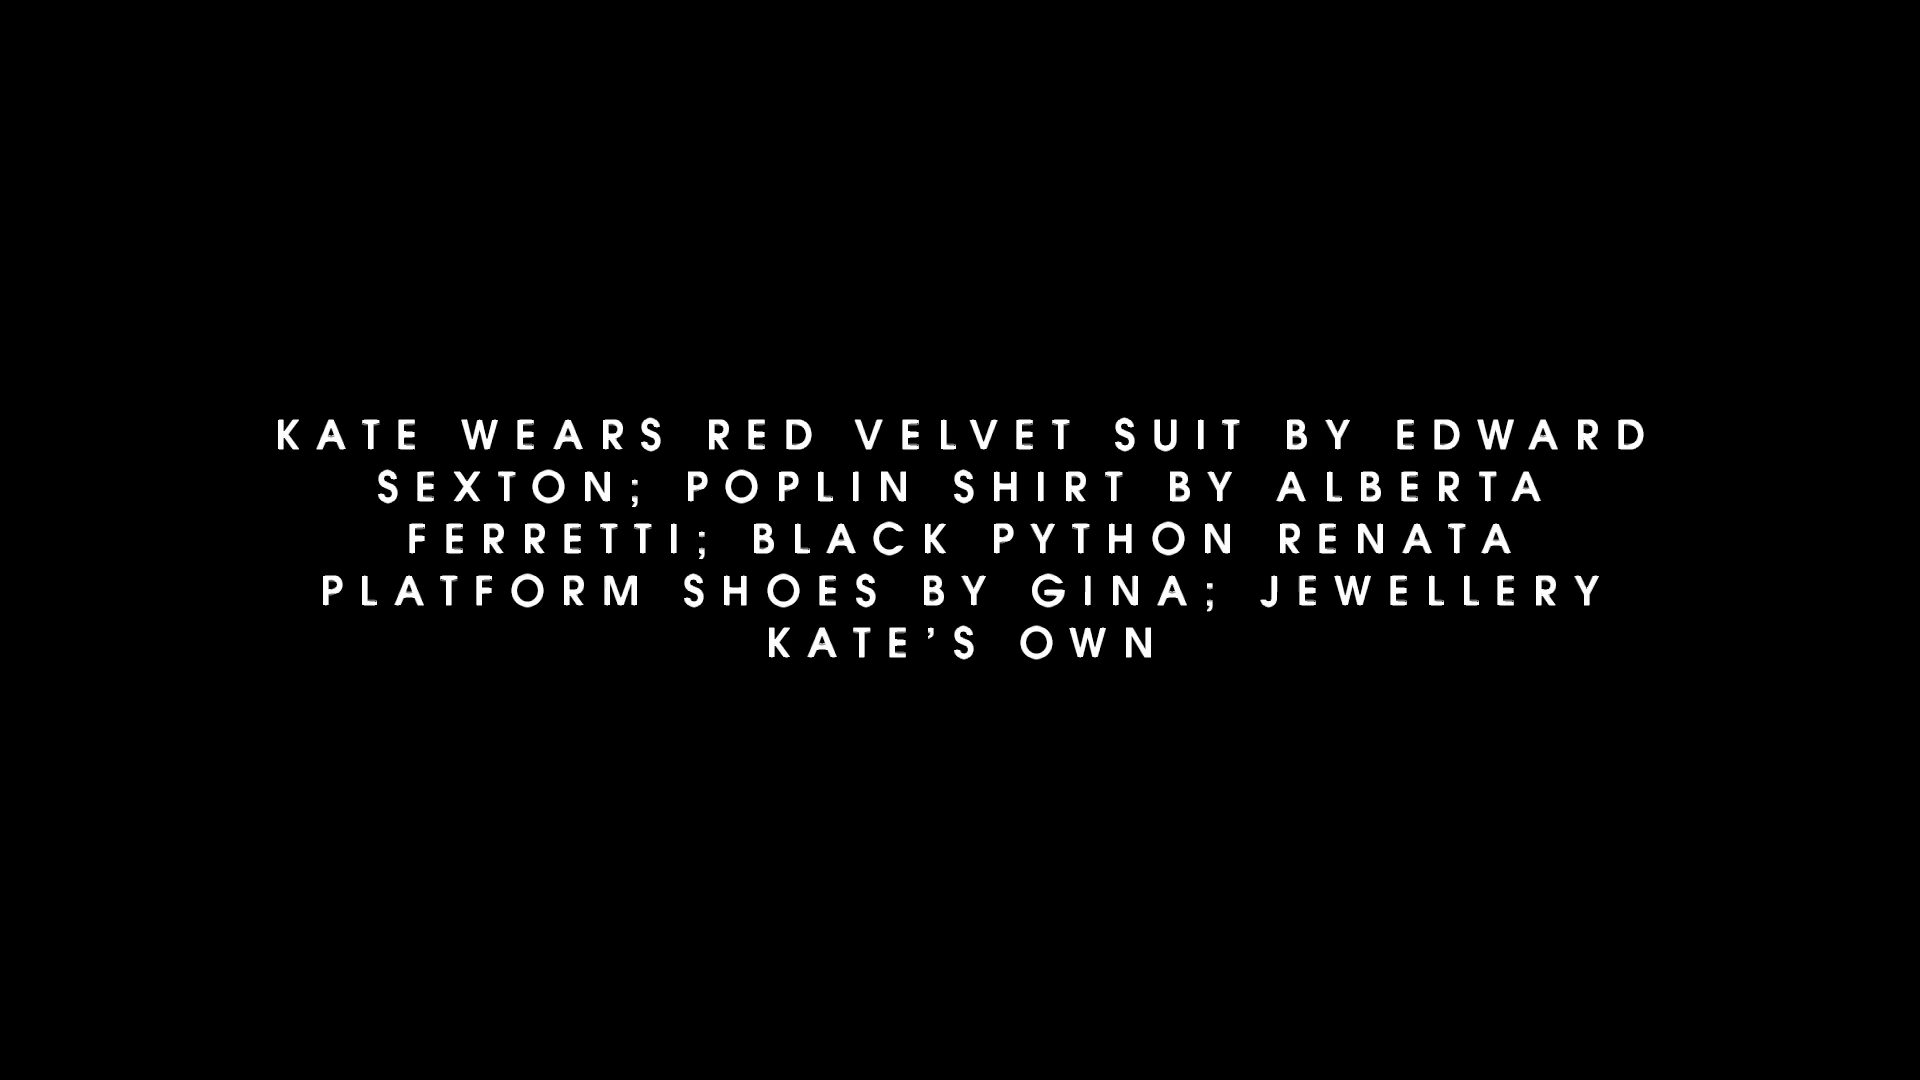 KATE WEARS RED VELVET SUIT BY EDWARD
SEXTON; POPLIN SHIRT BY ALBERTA
FERRETTI; BLACK PYTHON RENATA
PLATFORM SHOES BY GINA; JEWELLERY
KATE’S OWN